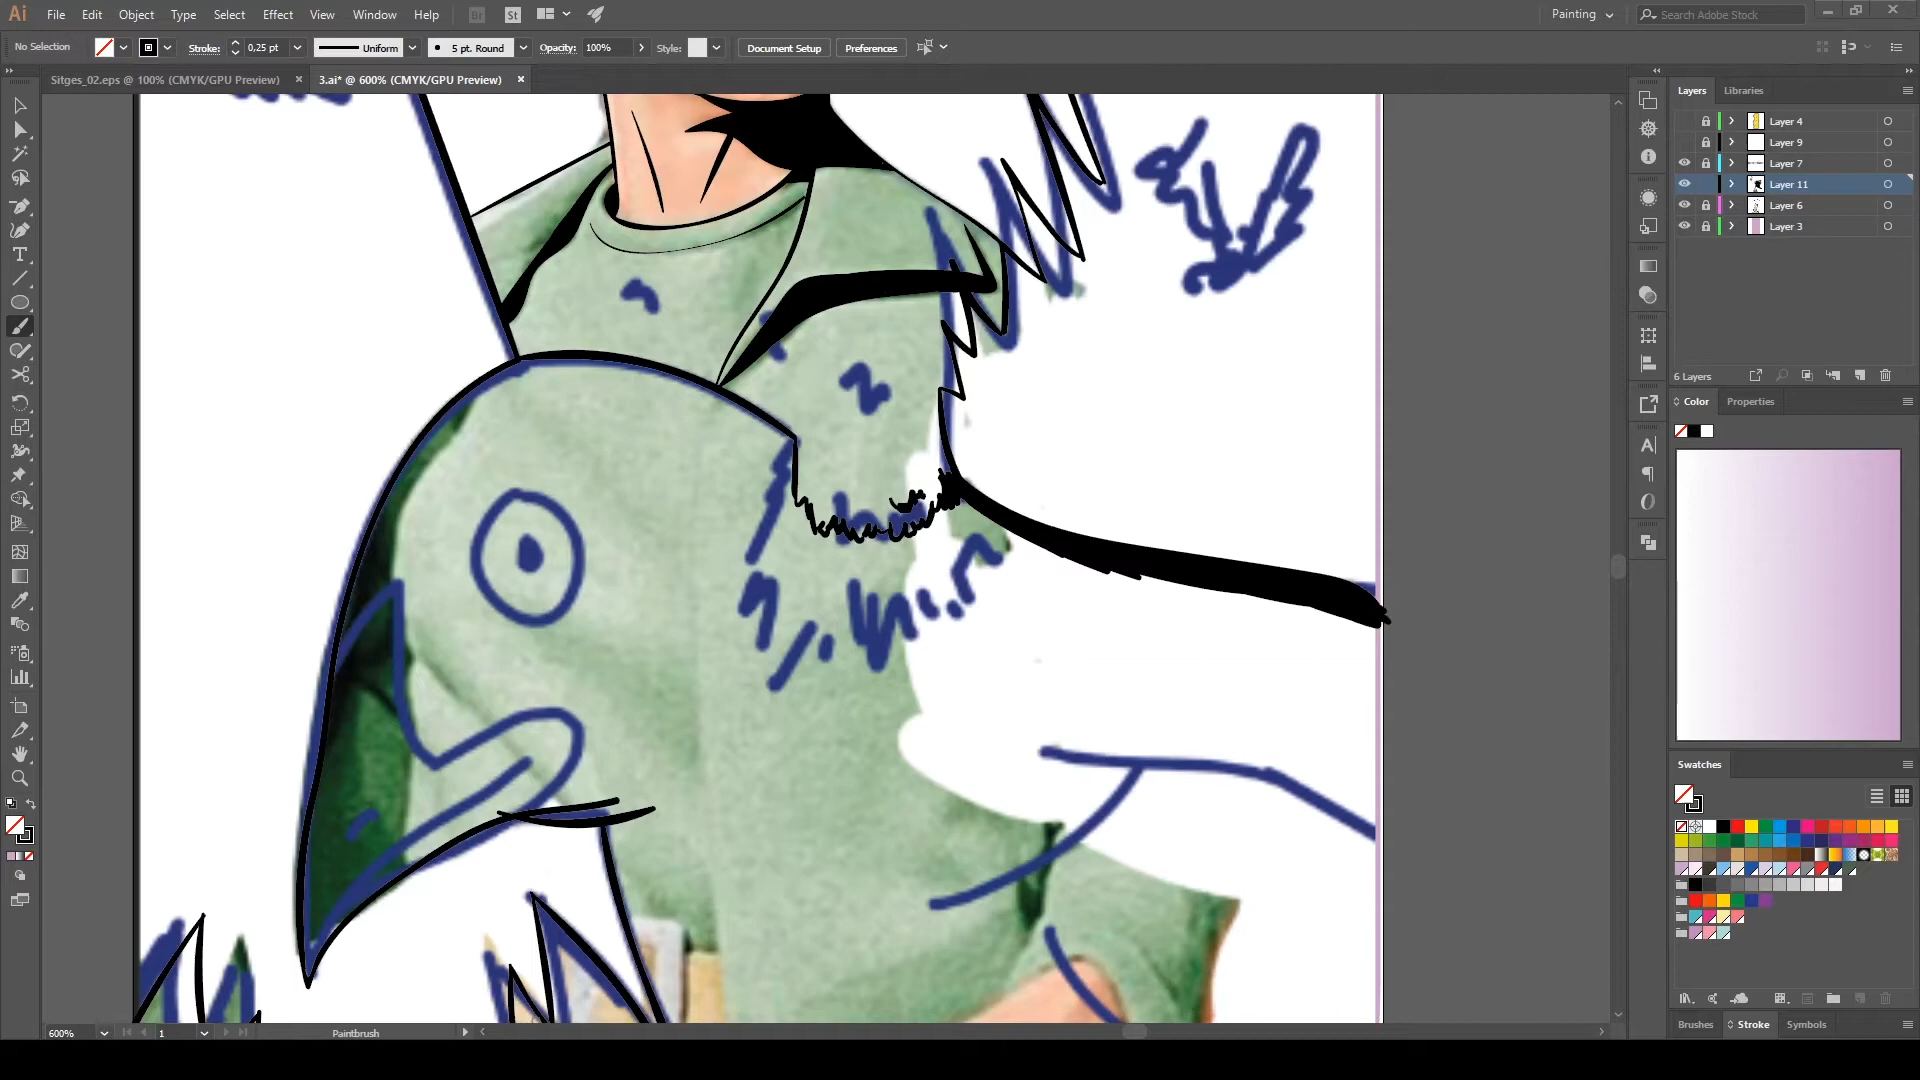 Ai File Edit Object Type Select Effect View Window Help Br St Painting Search Adobe Stock
No Selection Stroke: 0,25 pt Uniform 5 pt. Round Opacity: 100% Style: Document Setup Preferences
Sitges_02.eps @ 100% (CMYK/GPU Preview) × 3.ai* @ 600% (CMYK/GPU Preview) ×
Layers Libraries
Layer 4
Layer 9
Layer 7
Layer 11
Layer 6
Layer 3
6 Layers
Color Properties
Swatches
Brushes Stroke Symbols
600% 1 Paintbrush